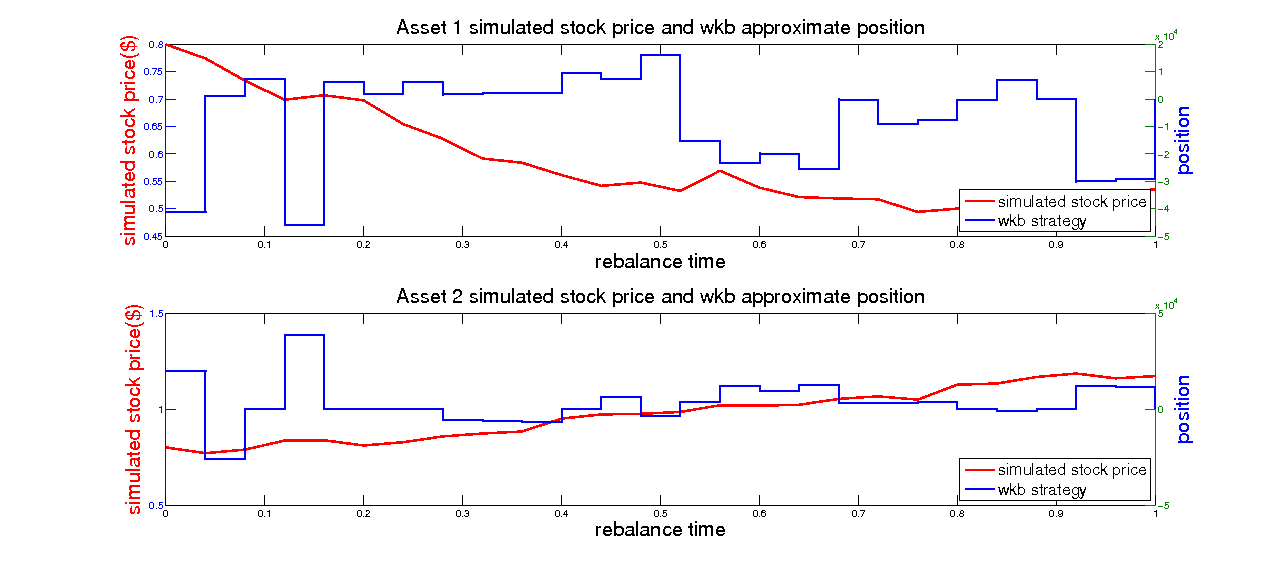 Asset 1 simulated stock price and wkb approximate position
simulated stock price($)
0.8
0.75
0.7
0.65
0.6
0.55
0.5
0.45
x 10^4
2
1
0
-1
-2
-3
-4
-5
position
simulated stock price
wkb strategy
0 0.1 0.2 0.3 0.4 0.5 0.6 0.7 0.8 0.9 1
rebalance time
Asset 2 simulated stock price and wkb approximate position
simulated stock price($)
1.5
1
0.5
x 10^4
5
0
-5
position
simulated stock price
wkb strategy
0 0.1 0.2 0.3 0.4 0.5 0.6 0.7 0.8 0.9 1
rebalance time